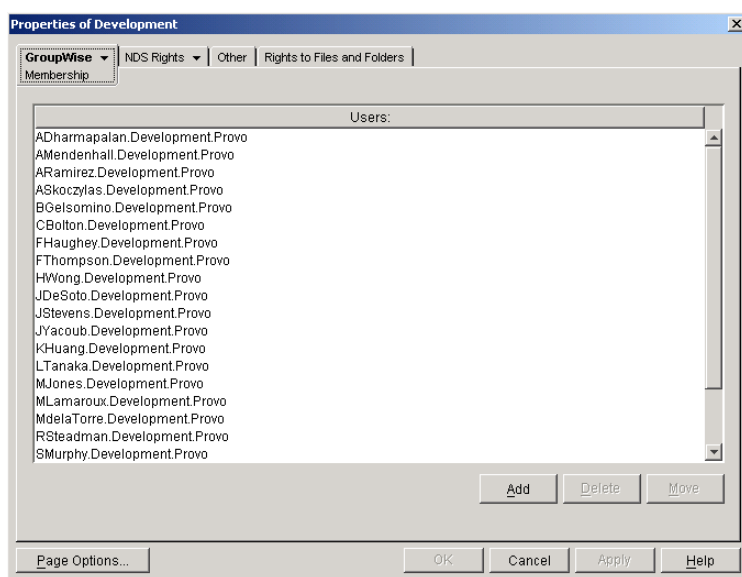 Properties of Development
GroupWise NDS Rights Other Rights to Files and Folders
Membership
Users:
ADharmapalan.Development.Provo
AMendenhall.Development.Provo
ARamirez.Development.Provo
ASkoczylas.Development.Provo
BGelsomino.Development.Provo
CBolton.Development.Provo
FHaughey.Development.Provo
FThompson.Development.Provo
HWong.Development.Provo
JDeSoto.Development.Provo
JStevens.Development.Provo
JYacoub.Development.Provo
KHuang.Development.Provo
LTanaka.Development.Provo
MJones.Development.Provo
MLamaroux.Development.Provo
MdelaTorre.Development.Provo
RSteadman.Development.Provo
SMurphy.Development.Provo
Add Delete Move
Page Options... OK Cancel Apply Help